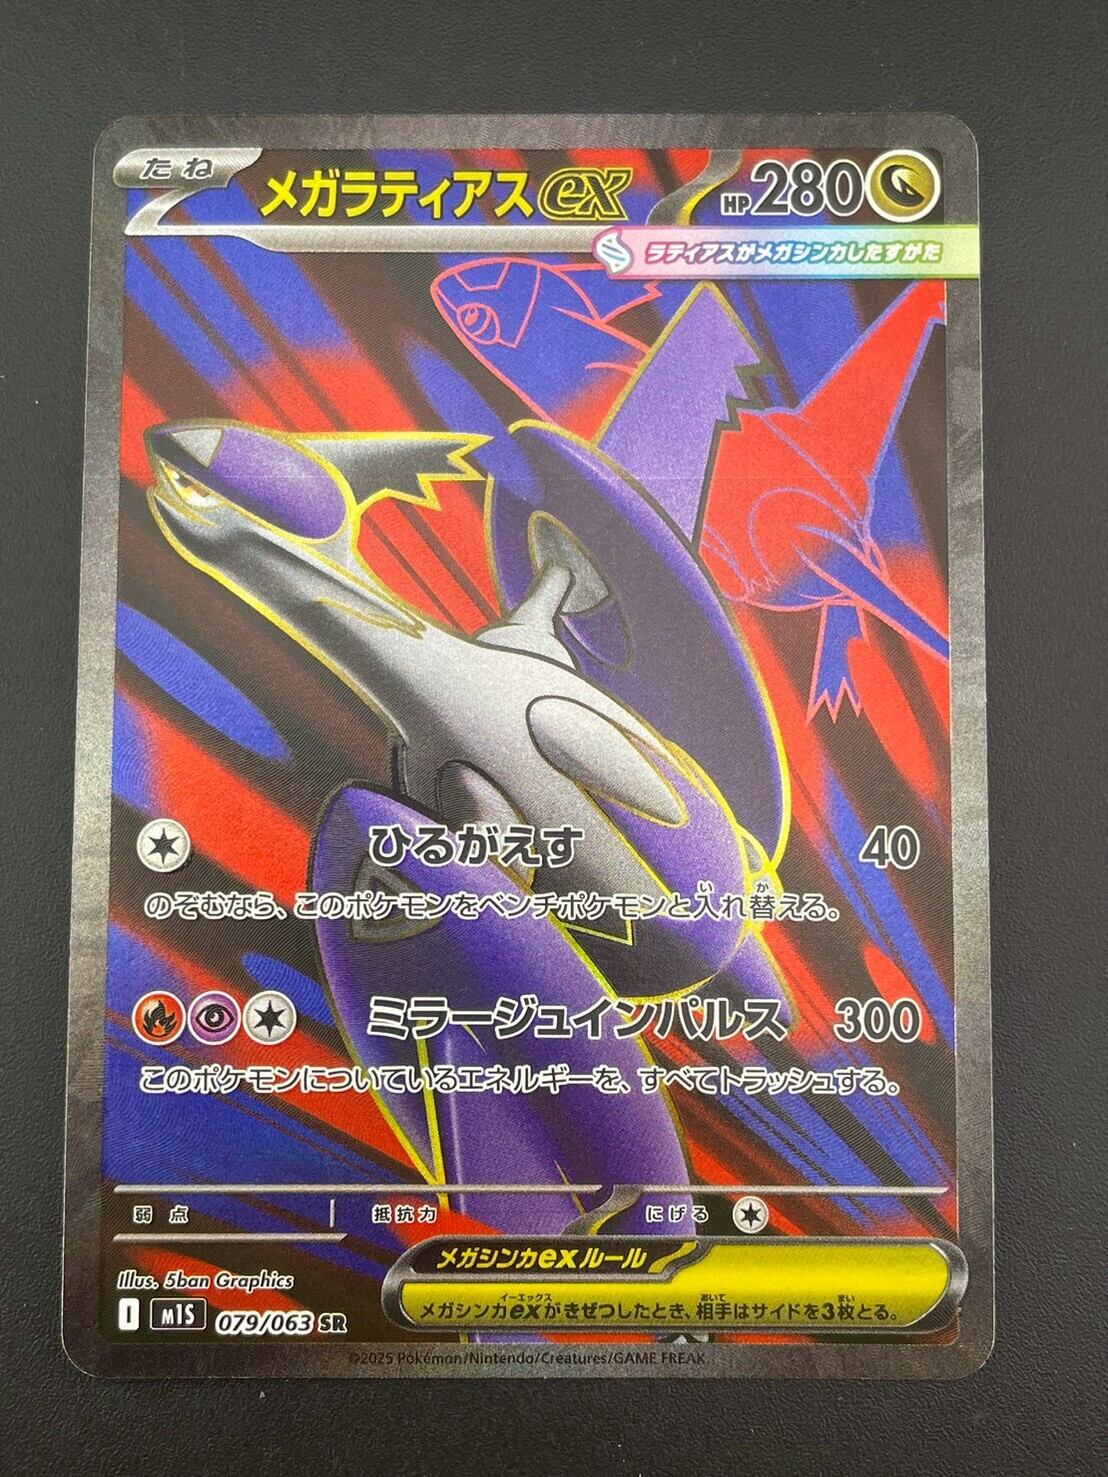 たね
メガラティアスex HP280
ラティアスがメガシンカしたすがた
ひるがえす 40
のぞむなら、このポケモンをベンチポケモンと入れ替える。
ミラージュインパルス 300
このポケモンについているエネルギーを、すべてトラッシュする。
弱点 抵抗力 にげる
メガシンカexルール
メガシンカexがきぜつしたとき、相手はサイドを3枚とる。
Illus. 5ban Graphics
I M1S 079/063 SR
©2025 Pokémon/Nintendo/Creatures/GAME FREAK